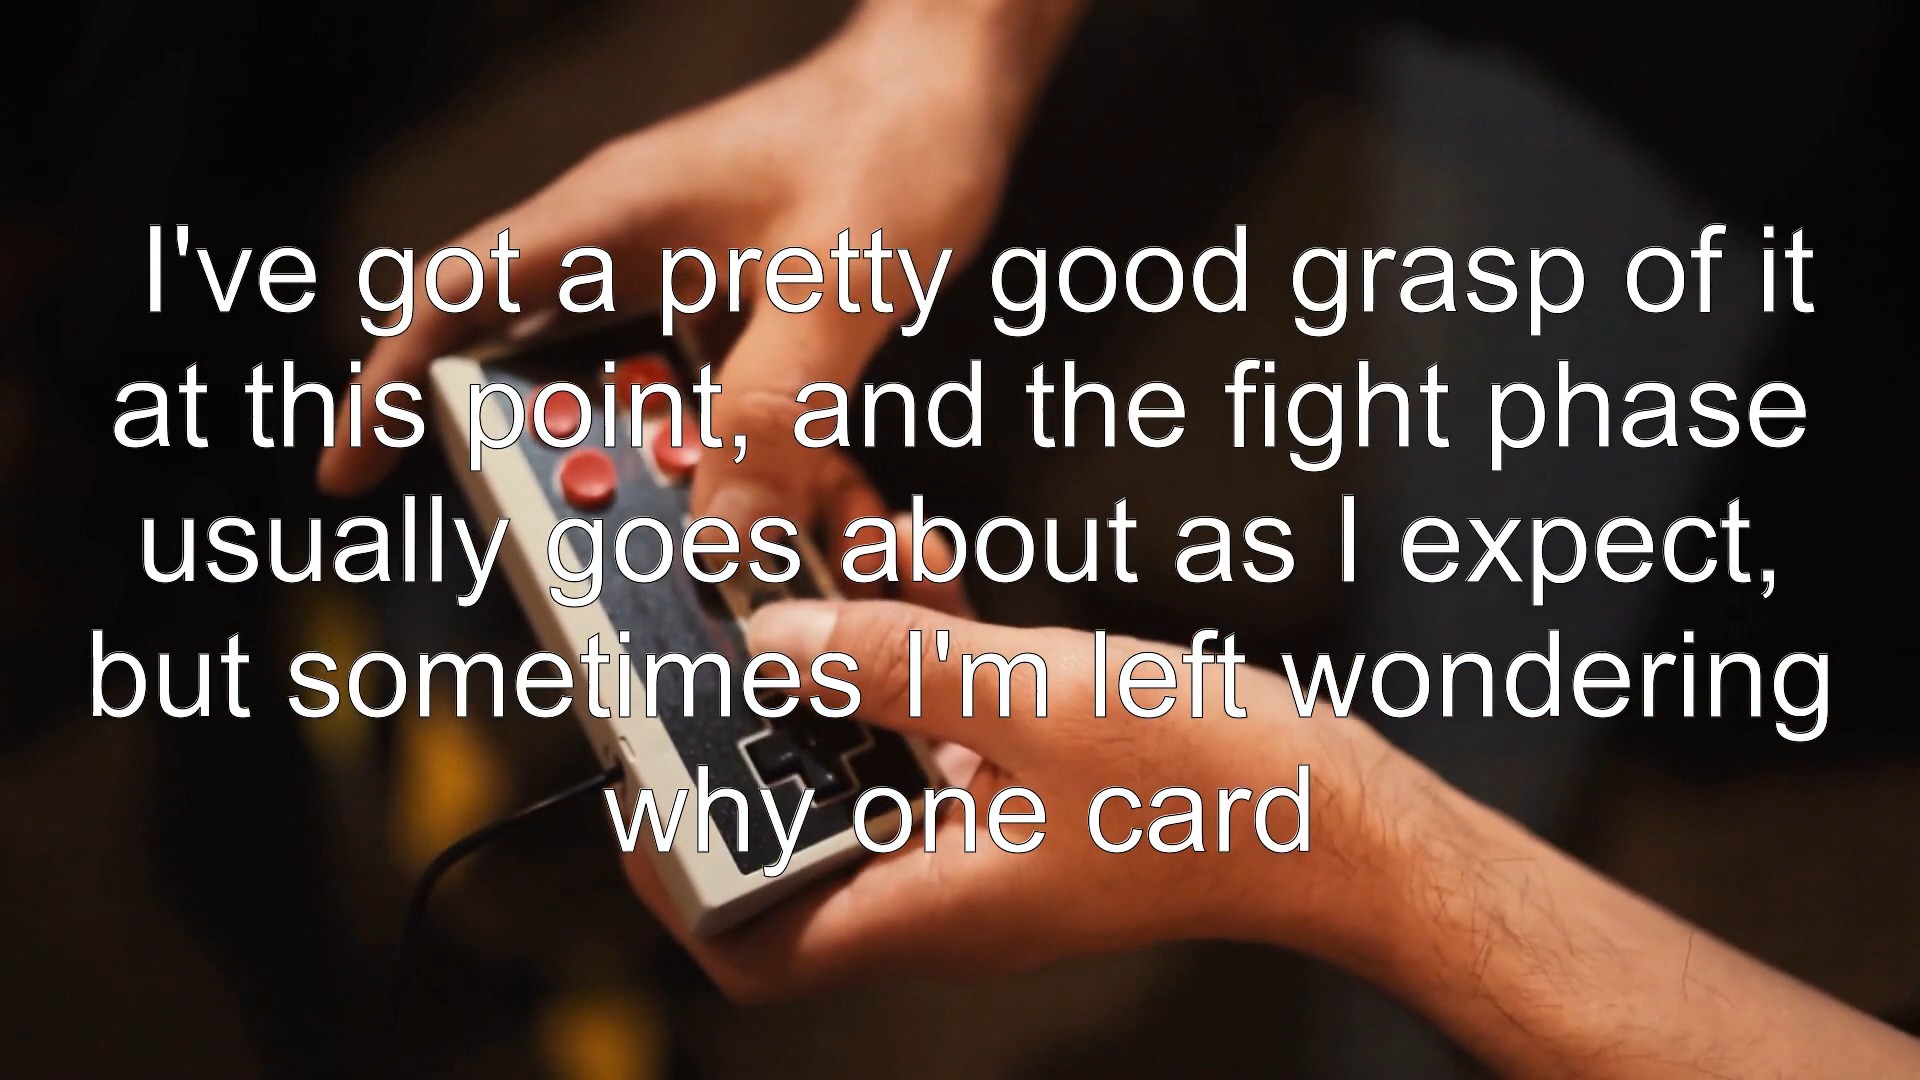 I've got a pretty good grasp of it
at this point, and the fight phase
usually goes about as I expect,
but sometimes I'm left wondering
why one card